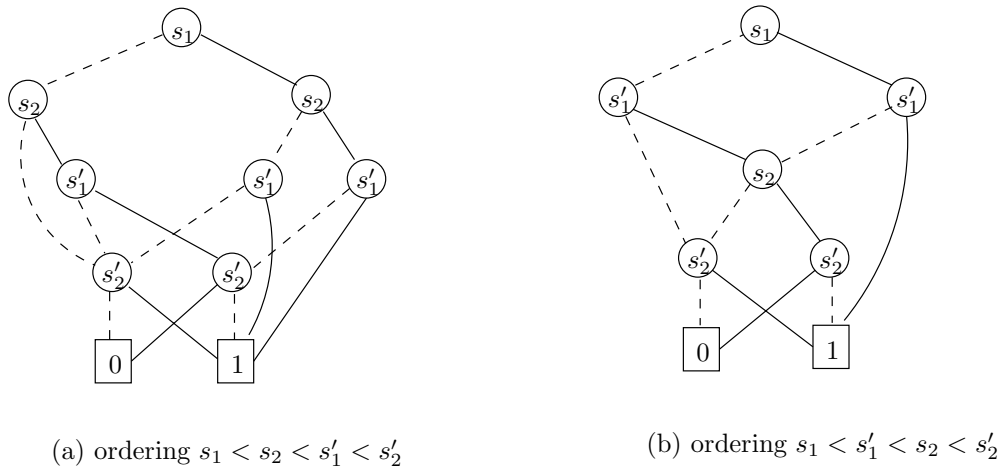 s₁ s₁
s₂ s₂ s′₁ s′₁
s′₁ s′₁ s′₁ s₂
s′₂ s′₂ s′₂ s′₂
0 1 0 1
(a) ordering s₁ < s₂ < s′₁ < s′₂
(b) ordering s₁ < s′₁ < s₂ < s′₂